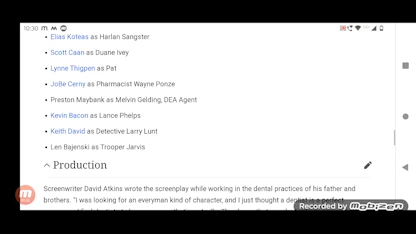 10:30
Elias Koteas as Harlan Sangster
Scott Caan as Duane Ivey
Lynne Thigpen as Pat
JoBe Cerny as Pharmacist Wayne Ponze
Preston Maybank as Melvin Gelding, DEA Agent
Kevin Bacon as Lance Phelps
Keith David as Detective Larry Lunt
Len Bajenski as Trooper Jarvis
Production
Screenwriter David Atkins wrote the screenplay while working in the dental practices of his father and
brothers. "I was looking for an everyman kind of character, and I just thought a dentist is a
Recorded by
mobizen